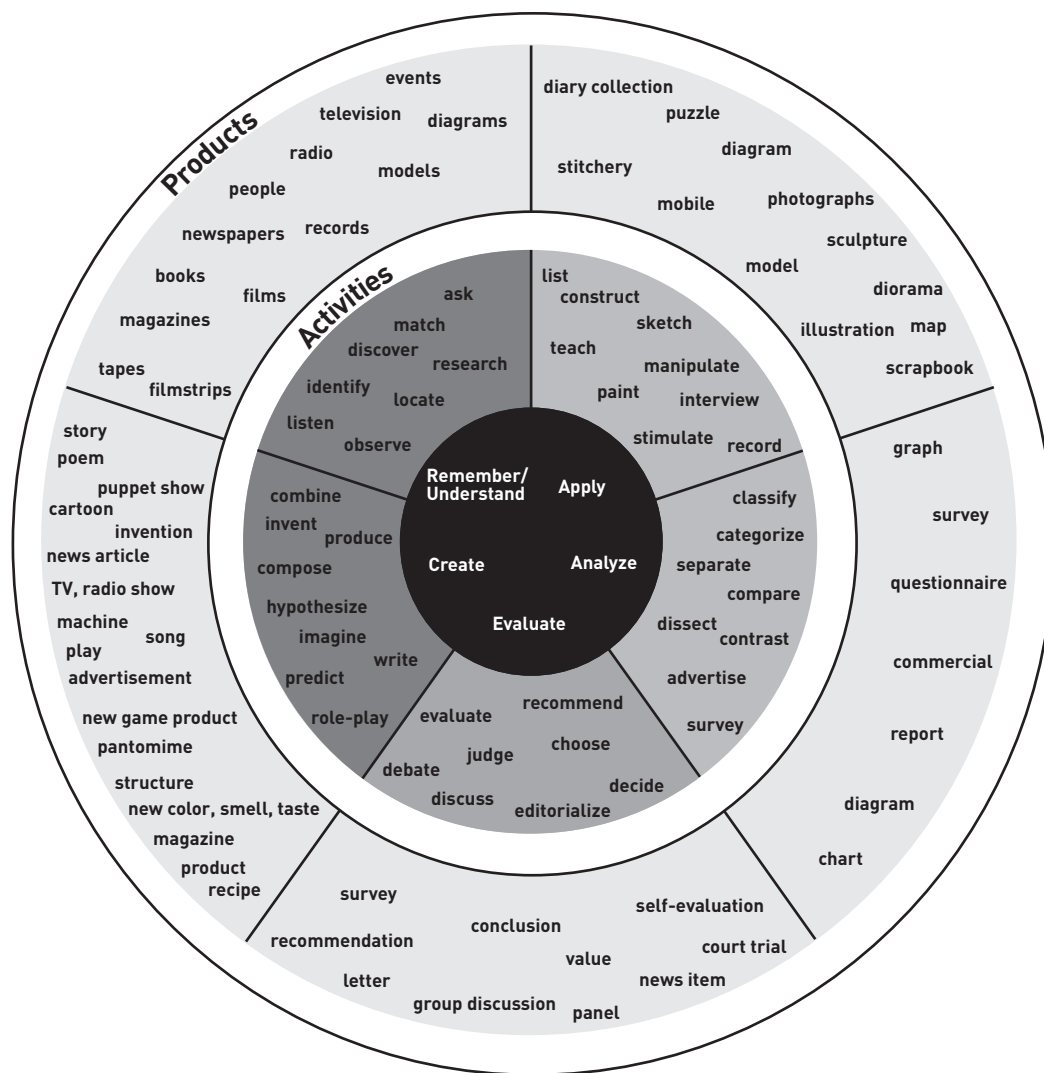 Products
events
television
diagrams
radio
models
people
records
newspapers
books
films
magazines
tapes
filmstrips
diary collection
puzzle
diagram
stitchery
photographs
mobile
sculpture
model
diorama
illustration
map
scrapbook
graph
survey
questionnaire
commercial
report
diagram
chart
self-evaluation
survey
conclusion
court trial
recommendation
value
news item
letter
group discussion
panel
story
poem
puppet show
cartoon
invention
news article
TV, radio show
machine
song
play
advertisement
new game product
pantomime
structure
new color, smell, taste
magazine
product
recipe
Activities
ask
match
discover
research
identify
locate
listen
observe
list
construct
sketch
teach
manipulate
paint
interview
stimulate
record
classify
categorize
separate
compare
dissect
contrast
advertise
survey
recommend
evaluate
choose
judge
debate
decide
discuss
editorialize
combine
invent
produce
compose
hypothesize
imagine
write
predict
role-play
Remember/
Understand
Apply
Create
Analyze
Evaluate